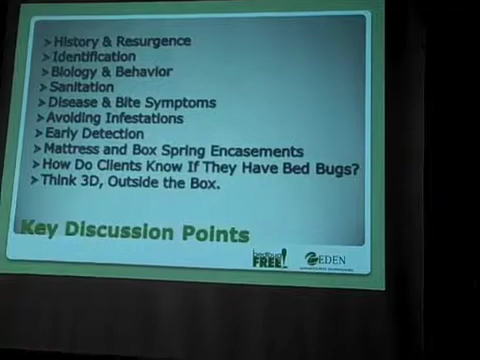 ➢History & Resurgence
➢Identification
➢Biology & Behavior
➢Sanitation
➢Disease & Bite Symptoms
➢Avoiding Infestations
➢Early Detection
➢Mattress and Box Spring Encasements
➢How Do Clients Know If They Have Bed Bugs?
➢Think 3D, Outside the Box.
Key Discussion Points
bedbug
FREE!
EDEN